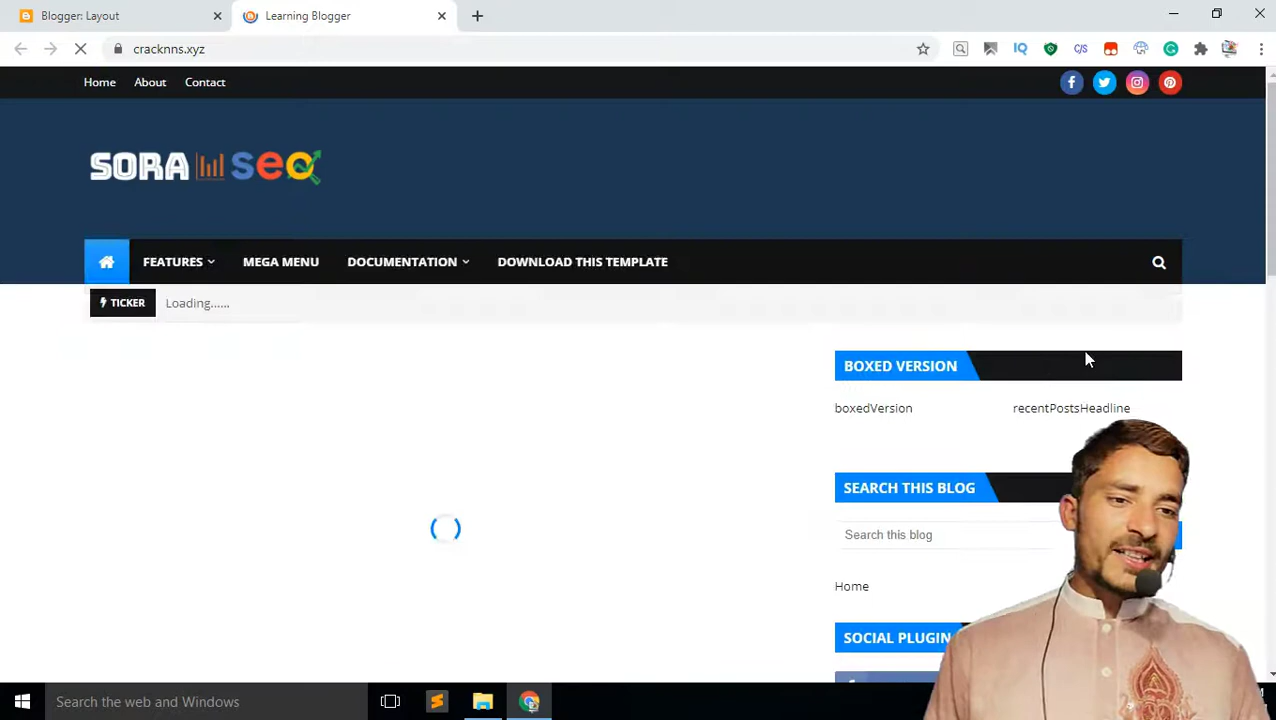 Blogger: Layout
Learning Blogger
cracknns.xyz
IQ
C/S
Home About Contact
SORA SEO
FEATURES MEGA MENU DOCUMENTATION DOWNLOAD THIS TEMPLATE
TICKER Loading......
BOXED VERSION
boxedVersion recentPostsHeadline
SEARCH THIS BLOG
Search this blog
Home
SOCIAL PLUGIN
Search the web and Windows